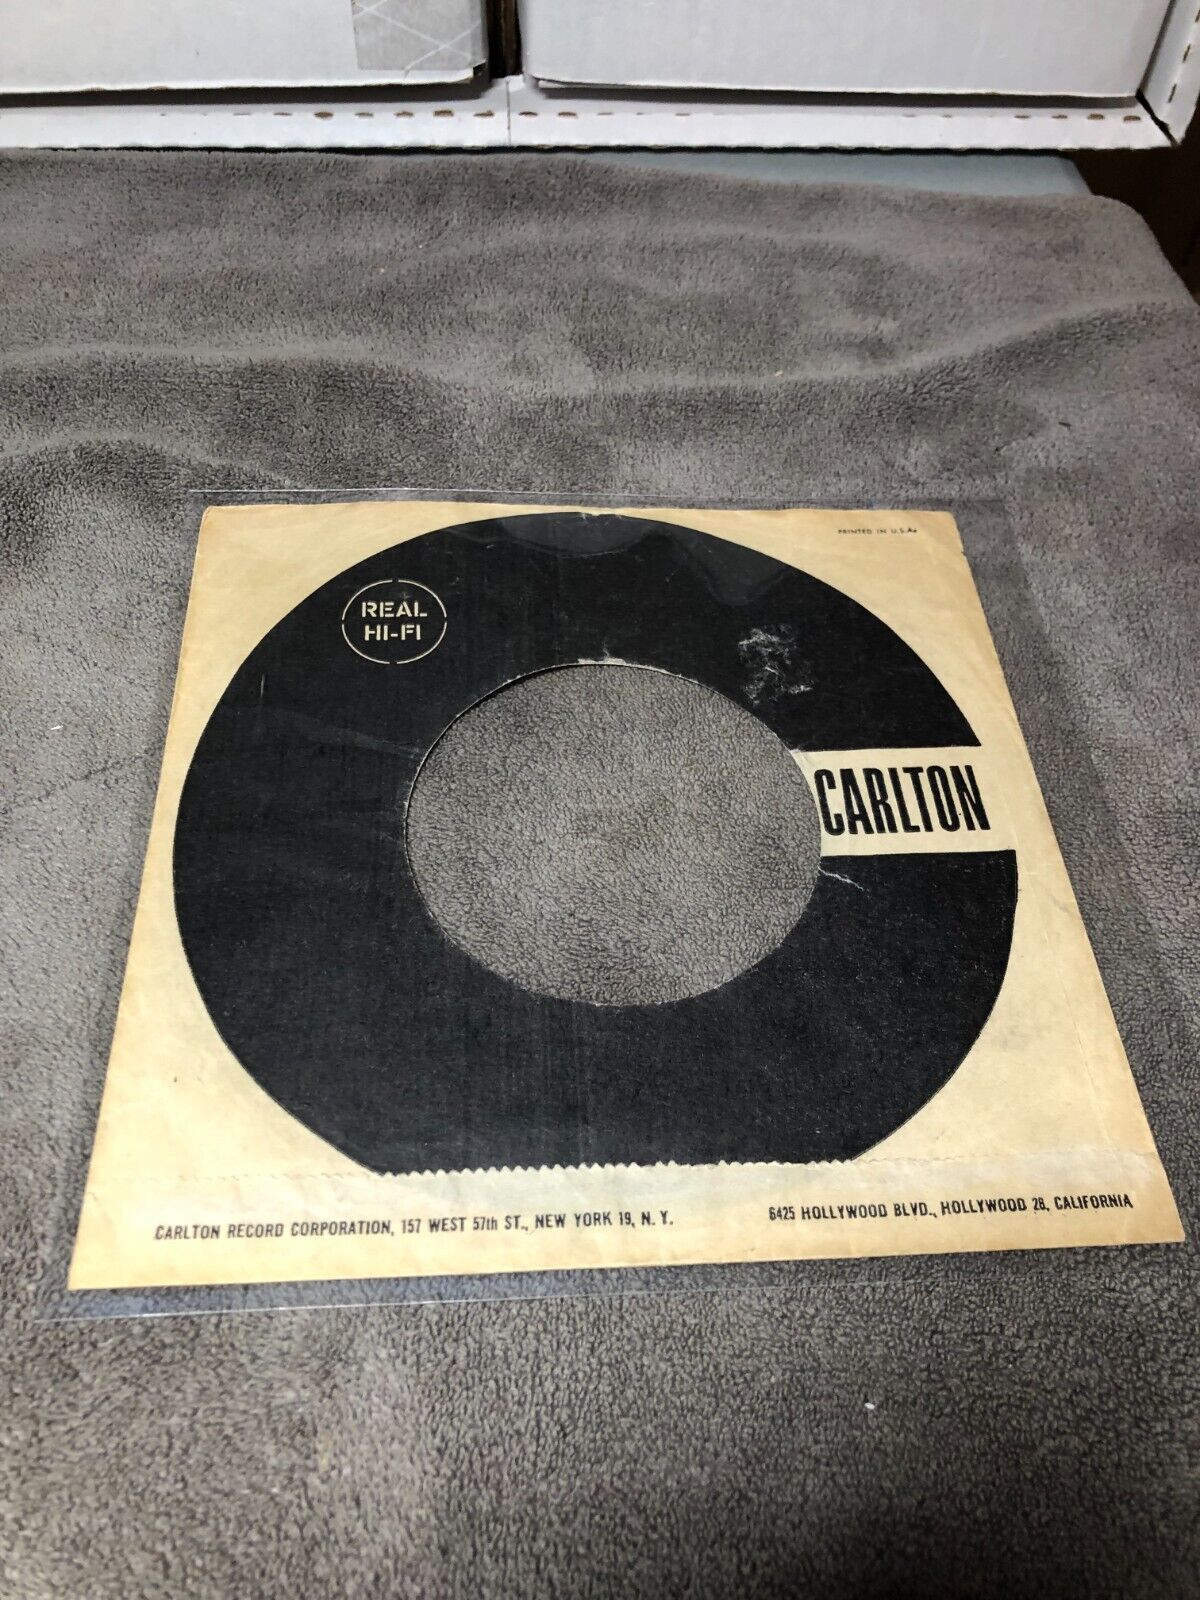 PRINTED IN U.S.A.
REAL
HI-FI
CARLTON
CARLTON RECORD CORPORATION, 157 WEST 57th ST., NEW YORK 19, N. Y.
6425 HOLLYWOOD BLVD., HOLLYWOOD 28, CALIFORNIA